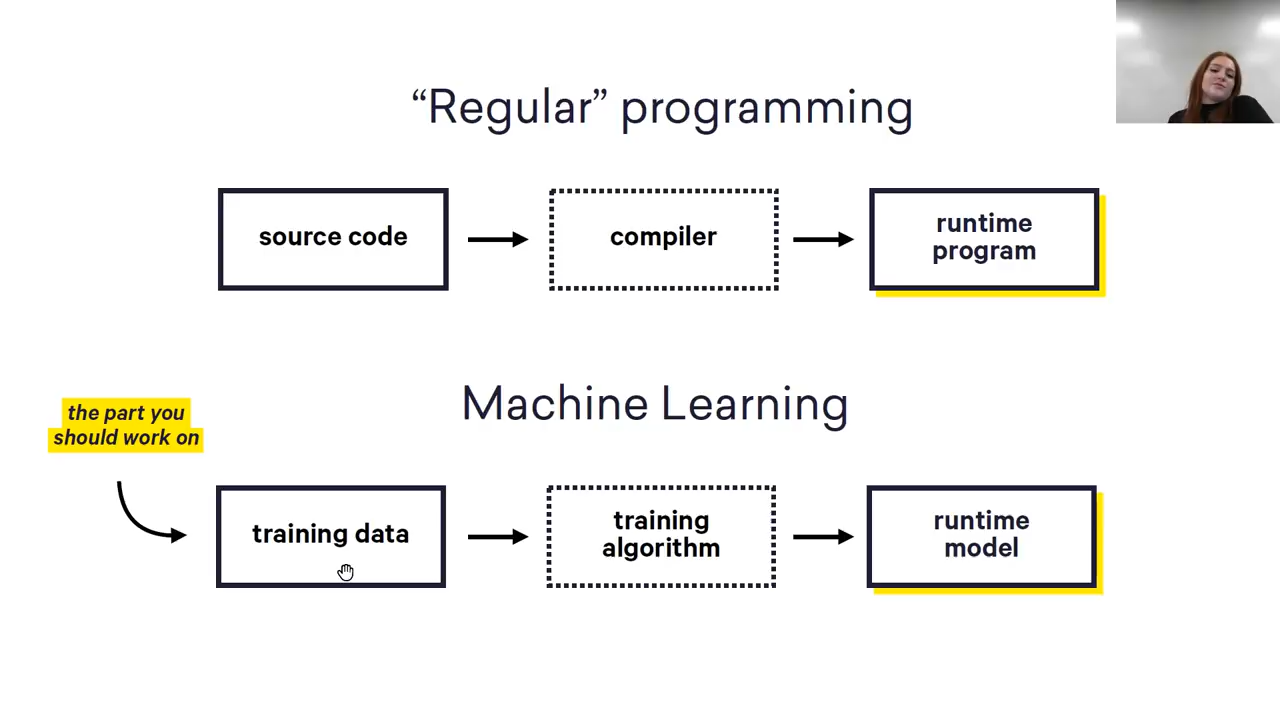 “Regular” programming
source code
compiler
runtime
program
Machine Learning
the part you
should work on
training data
training
algorithm
runtime
model